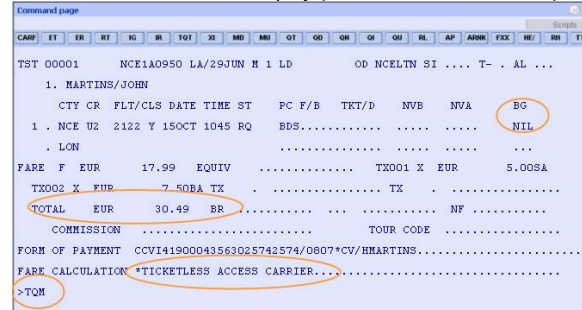 Command page
Scripts
CARF ET ER RT IG IR TQT XI MD MU QT QD QH QI QU RL AP ARNK FXX HE/ RH
TST 00001 NCE1A0950 LA/29JUN M 1 LD OD NCELTN SI .... T- . AL ...
1. MARTINS/JOHN
CTY CR FLT/CLS DATE TIME ST PC F/B TKT/D NVB NVA BG
1 . NCE U2 2122 Y 15OCT 1045 RQ BDS............. ..... ..... NIL
. LON ............... ..... ..... ...
FARE F EUR 17.99 EQUIV ............... TX001 X EUR 5.00SA
TX002 X EUR 7.50BA TX . ................ TX . ................
TOTAL EUR 30.49 BR ........... ... ........... NF ...........
COMMISSION ...................... TOUR CODE ...............
FORM OF PAYMENT CCVI4190004356302574​2574/0807*CV/HMARTINS......................
FARE CALCULATION *TICKETLESS ACCESS CARRIER...............................
>TQM